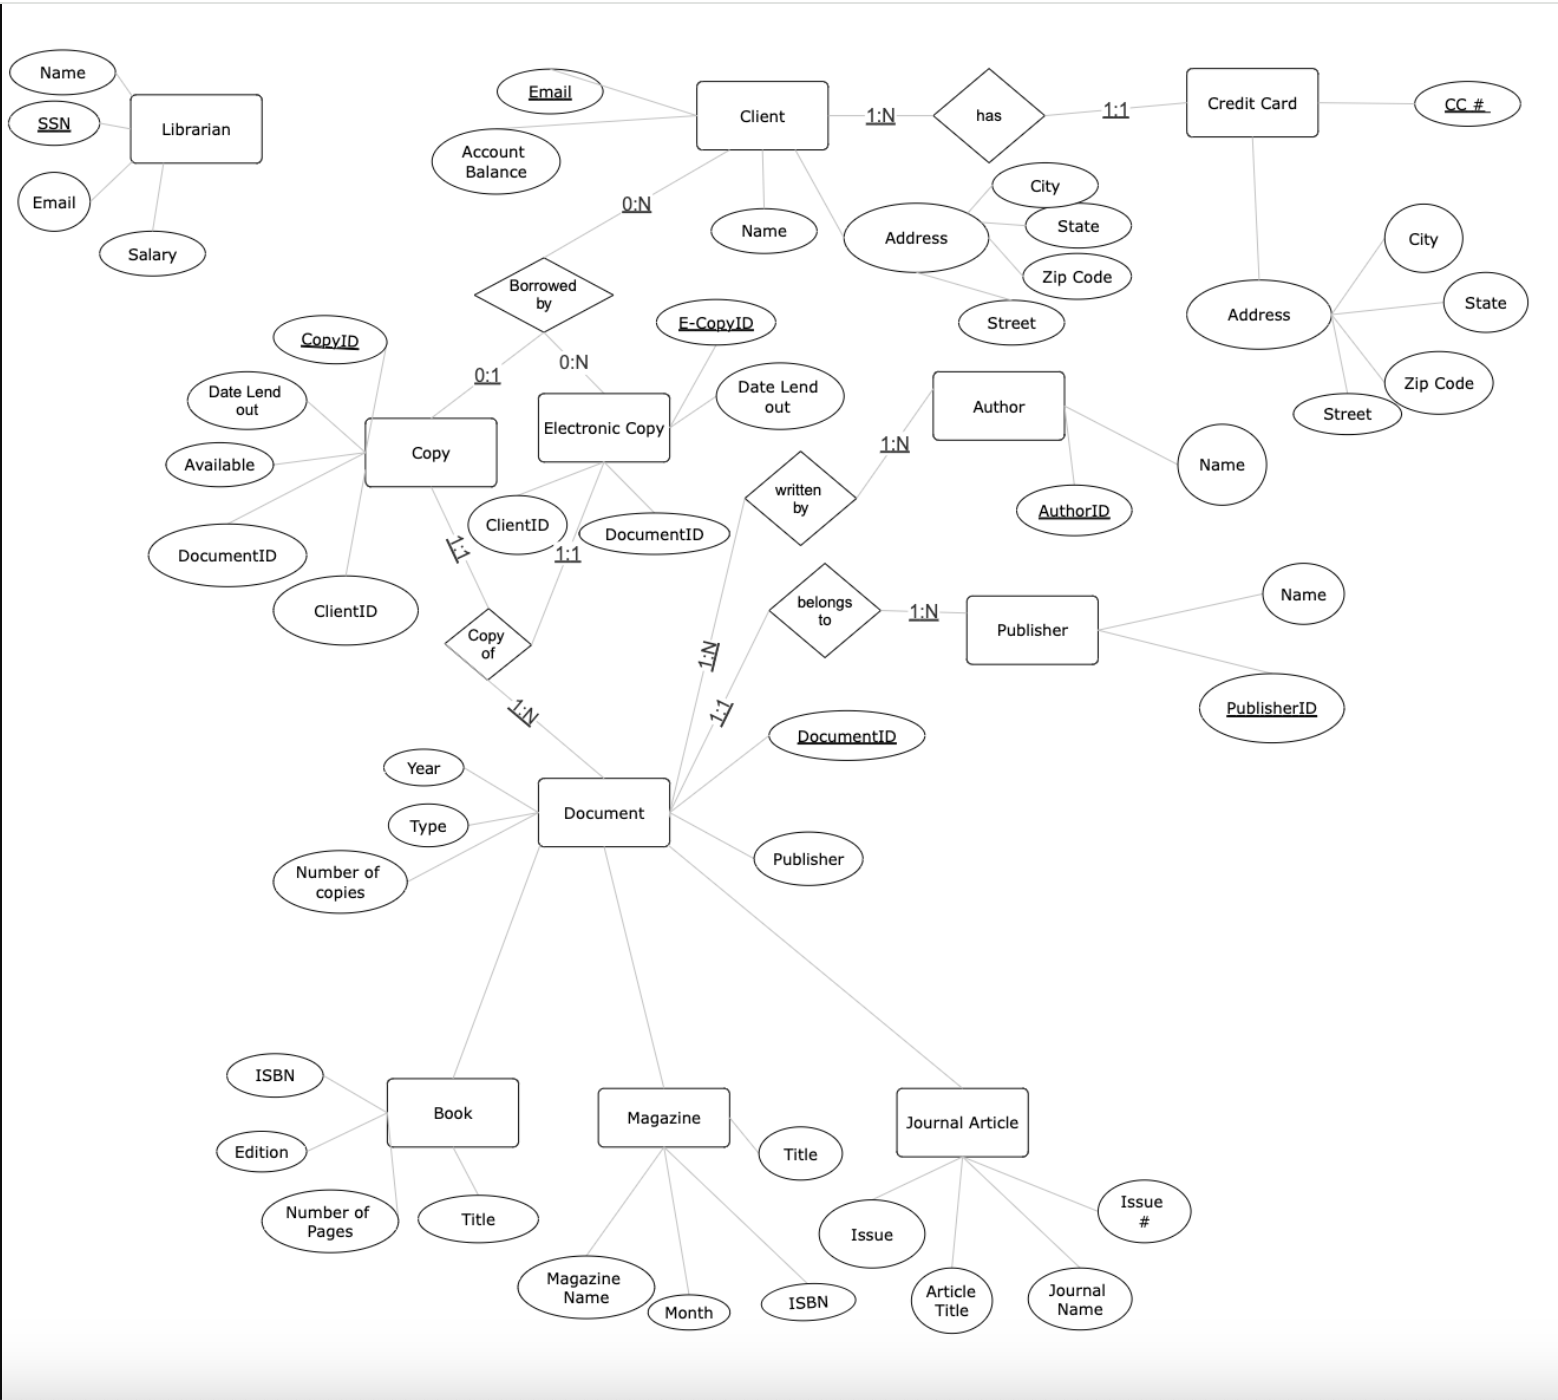 Name
SSN
Email
Salary
Librarian
Email
Account
Balance
Client
1:N
has
1:1
Credit Card
CC #
Name
Address
City
State
Zip Code
Street
Address
City
State
Zip Code
Street
0:N
Borrowed
by
0:1
0:N
CopyID
Date Lend
out
Available
DocumentID
ClientID
Copy
E-CopyID
Date Lend
out
Electronic Copy
ClientID
DocumentID
1:1
1:1
Copy
of
1:N
written
by
1:N
1:N
Author
Name
AuthorID
belongs
to
1:N
1:1
Publisher
Name
PublisherID
DocumentID
Year
Type
Number of
copies
Document
Publisher
ISBN
Edition
Number of
Pages
Title
Book
Magazine
Title
Magazine
Name
Month
ISBN
Journal Article
Issue
Article
Title
Journal
Name
Issue
#